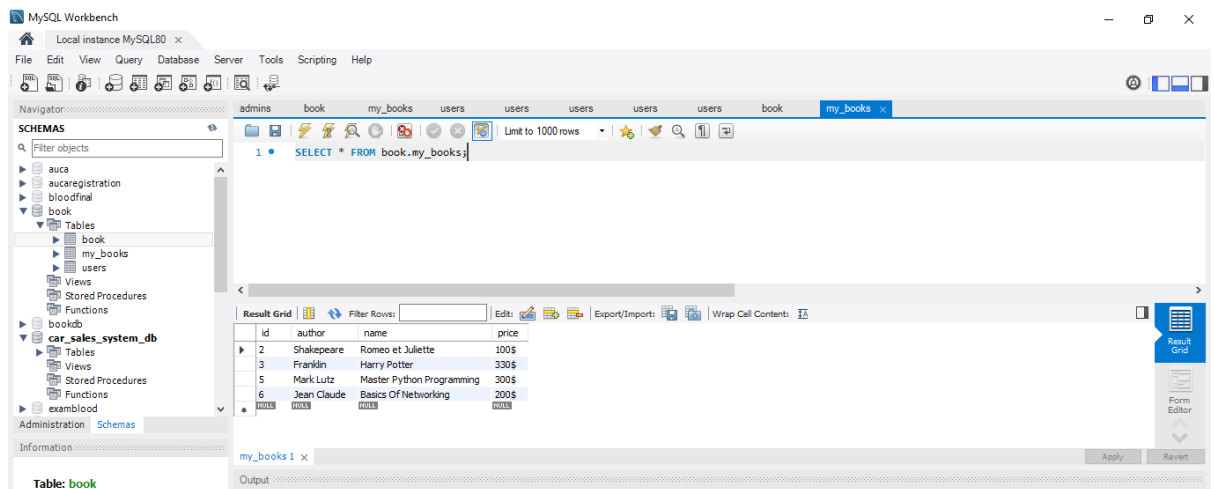 MySQL Workbench
Local instance MySQL80
File Edit View Query Database Server Tools Scripting Help
Navigator
SCHEMAS
Filter objects
auca
aucaregistration
bloodfinal
book
Tables
book
my_books
users
Views
Stored Procedures
Functions
bookdb
car_sales_system_db
Tables
Views
Stored Procedures
Functions
examblood
Administration Schemas
Information
Table: book
admins book my_books users users users users users book my_books
Limit to 1000 rows
1 SELECT * FROM book.my_books;
Result Grid Filter Rows: Edit: Export/Import: Wrap Cell Content:
id author name price
2 Shakepeare Romeo et Juliette 100$
3 Franklin Harry Potter 330$
5 Mark Lutz Master Python Programming 300$
6 Jean Claude Basics Of Networking 200$
NULL NULL NULL NULL
Result
Grid
Form
Editor
my_books 1 Apply Revert
Output